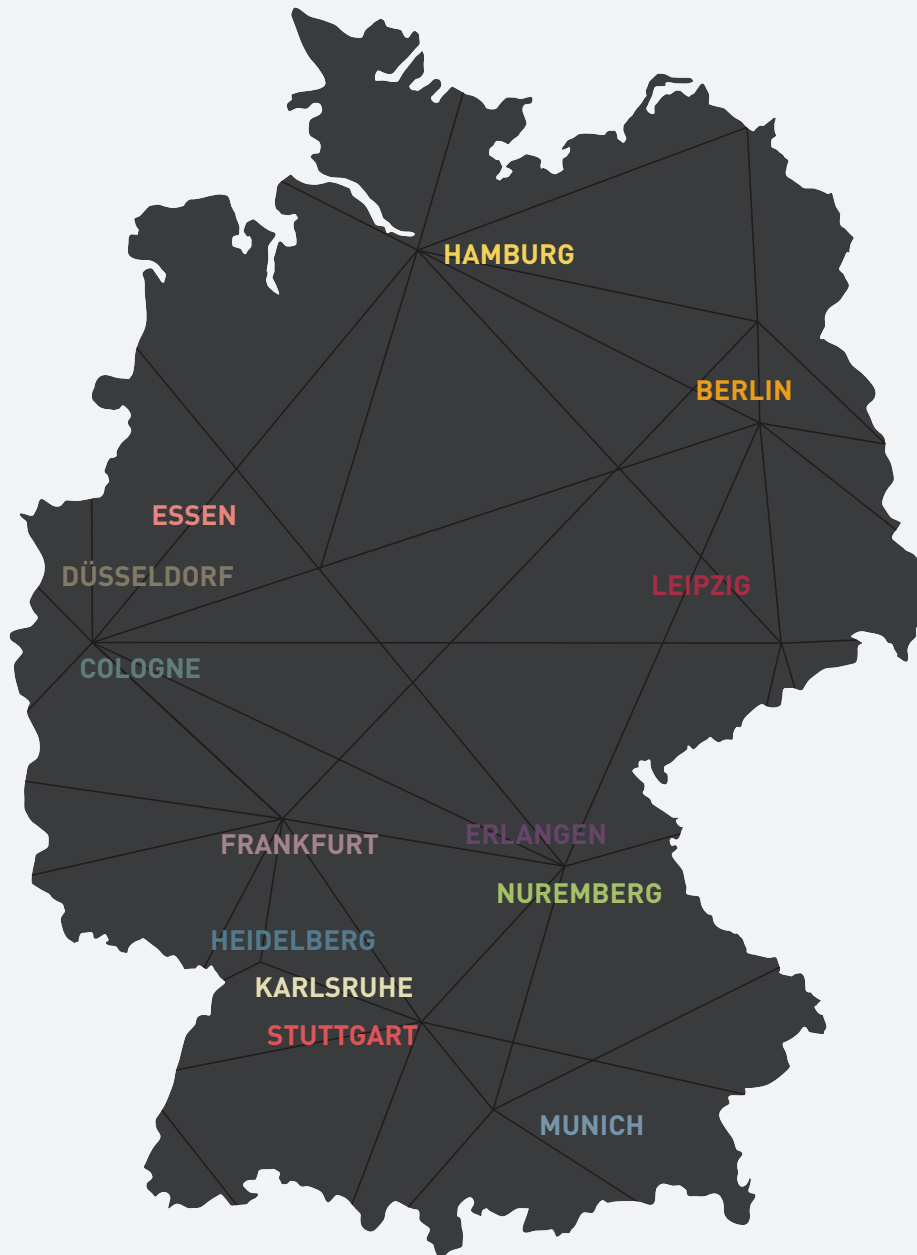 HAMBURG
BERLIN
ESSEN
DÜSSELDORF
LEIPZIG
COLOGNE
ERLANGEN
FRANKFURT
NUREMBERG
HEIDELBERG
KARLSRUHE
STUTTGART
MUNICH